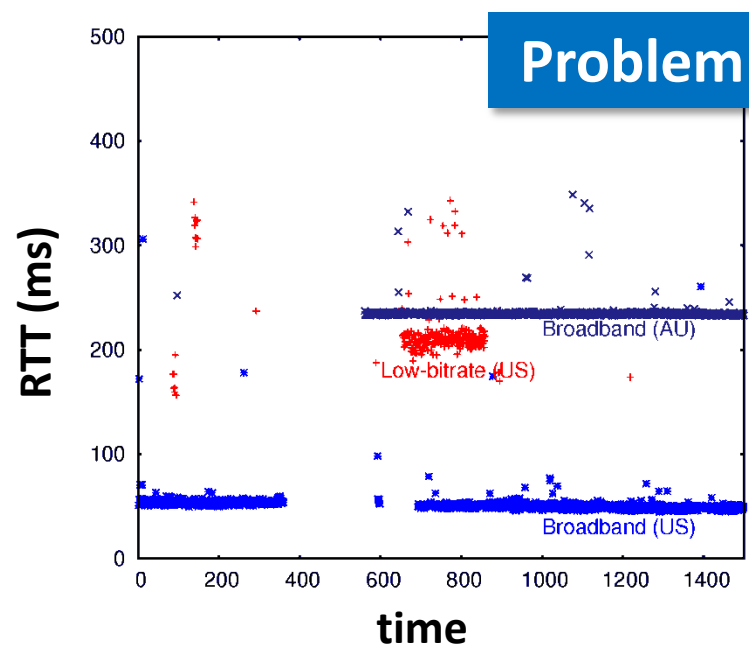 Problem
500
400
300
200
100
0
RTT (ms)
Broadband (AU)
Low-bitrate (US)
Broadband (US)
0 200 400 600 800 1000 1200 1400
time